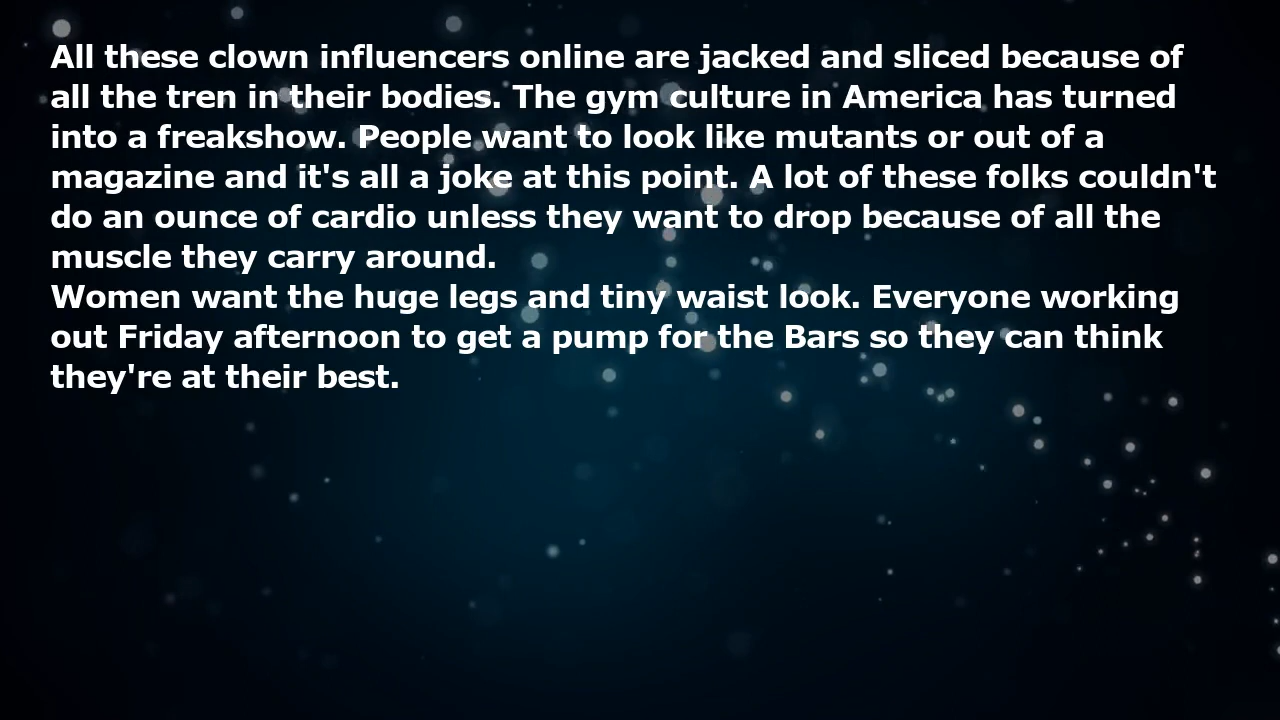 All these clown influencers online are jacked and sliced because of
all the tren in their bodies. The gym culture in America has turned
into a freakshow. People want to look like mutants or out of a
magazine and it's all a joke at this point. A lot of these folks couldn't
do an ounce of cardio unless they want to drop because of all the
muscle they carry around.
Women want the huge legs and tiny waist look. Everyone working
out Friday afternoon to get a pump for the Bars so they can think
they're at their best.